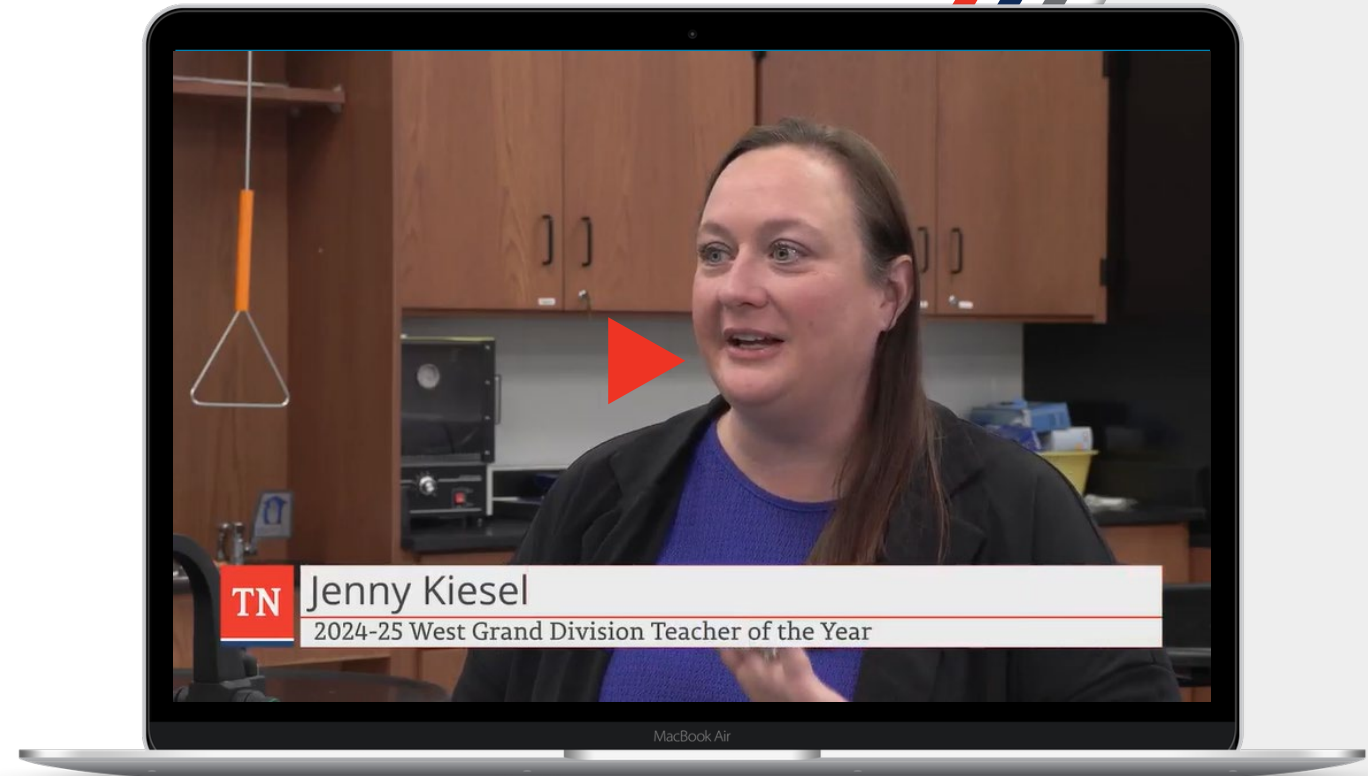 TN
Jenny Kiesel
2024-25 West Grand Division Teacher of the Year
MacBook Air